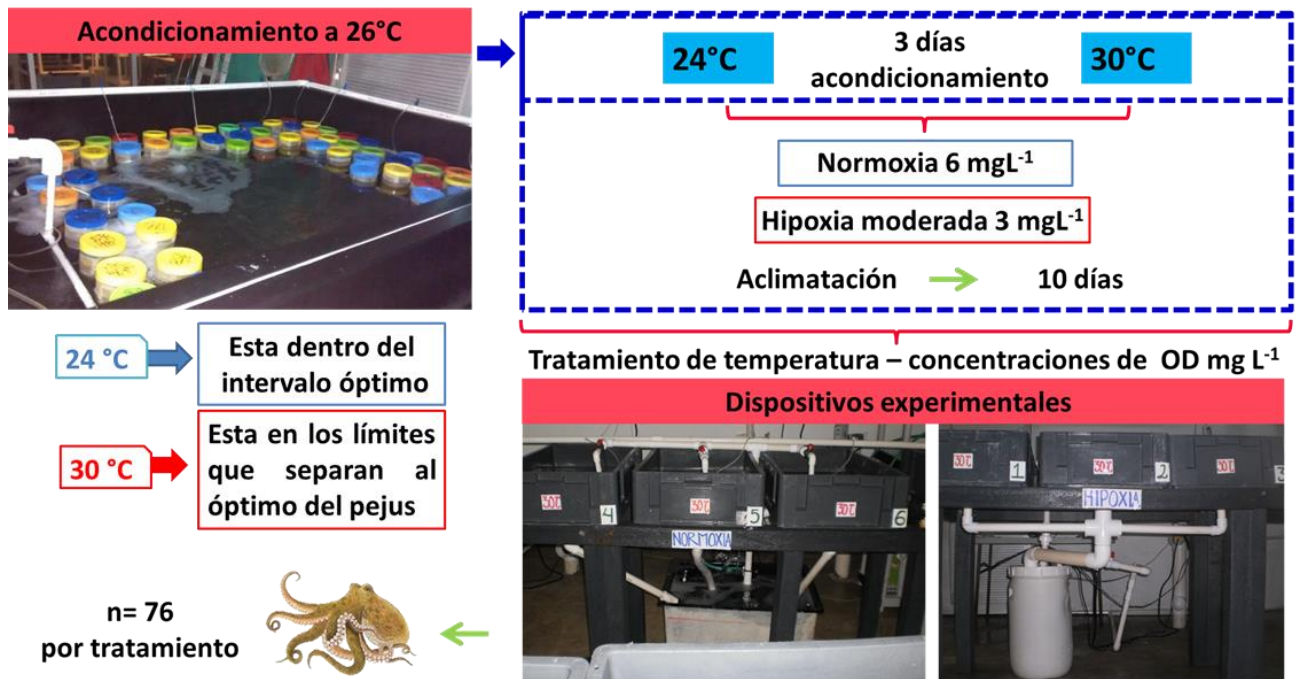 Acondicionamiento a 26°C
24°C
3 días
acondicionamiento
30°C
Normoxia 6 mgL⁻¹
Hipoxia moderada 3 mgL⁻¹
Aclimatación
10 días
24 °C
Esta dentro del
intervalo óptimo
30 °C
Esta en los límites
que separan al
óptimo del pejus
Tratamiento de temperatura – concentraciones de OD mg L⁻¹
Dispositivos experimentales
30℃
4
30℃
5
30℃
6
NORMOXIA
30℃
1
30℃
2
30℃
3
HIPOXIA
n= 76
por tratamiento